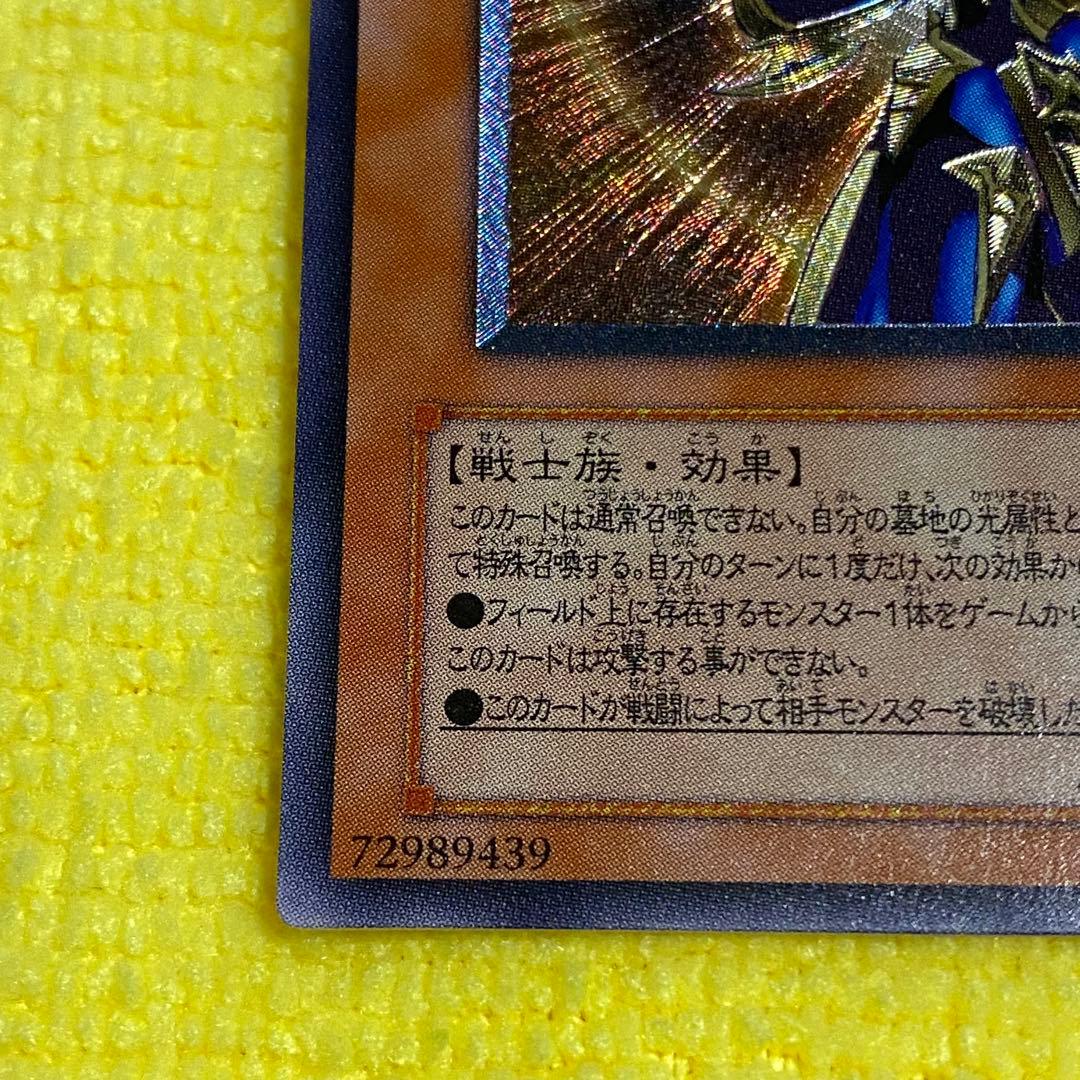 【戦士族・効果】
このカードは通常召喚できない。自分の墓地の光属性と
て特殊召喚する。自分のターンに1度だけ、次の効果か
●フィールド上に存在するモンスター1体をゲームから
このカードは攻撃する事ができない。
●このカードが戦闘によって相手モンスターを破壊した
72989439